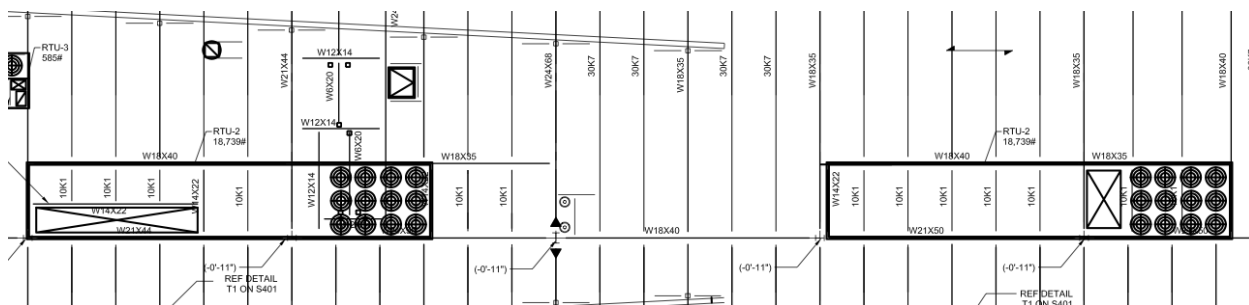 RTU-3
585#
W21X44
W12X14
W6X20
W24X68
30K7
30K7
W18X35
30K7
30K7
W18X35
W18X35
W18X40
W12X14
W6X20
RTU-2
18,739#
RTU-2
18,739#
W18X40
W18X35
W18X40
W18X35
10K1
10K1
10K1
W14X22
10K1
W12X14
10K1
10K1
W14X22
10K1
10K1
10K1
10K1
10K1
10K1
W14X22
W21X44
W18X40
W21X50
(-0'-11")
(-0'-11")
(-0'-11")
(-0'-11")
REF DETAIL
T1 ON S401
REF DETAIL
T1 ON S401